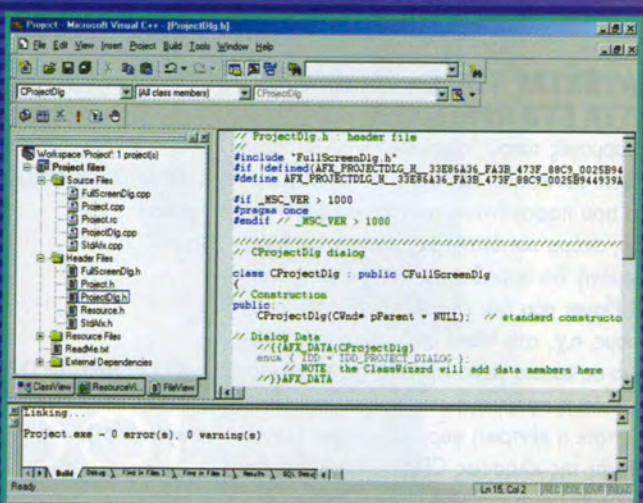 Project - Microsoft Visual C++ - [ProjectDlg.h]
File Edit View Insert Project Build Tools Window Help
CProjectDlg (All class members) CProjectDlg
Workspace 'Project': 1 project(s)
Project files
Source Files
FullScreenDlg.cpp
Project.cpp
Project.rc
ProjectDlg.cpp
StdAfx.cpp
Header Files
FullScreenDlg.h
Project.h
ProjectDlg.h
Resource.h
StdAfx.h
Resource Files
ReadMe.txt
External Dependencies
ClassView ResourceVi... FileView
// ProjectDlg.h : header file
//
#include "FullScreenDlg.h"
#if !defined(AFX_PROJECTDLG_H__33E86A36_FA3B_473F_88C9_0025B94
#define AFX_PROJECTDLG_H__33E86A36_FA3B_473F_88C9_0025B944939A
#if _MSC_VER > 1000
#pragma once
#endif // _MSC_VER > 1000
/////////////////////////////////////////////////////////////
// CProjectDlg dialog
class CProjectDlg : public CFullScreenDlg
{
// Construction
public:
CProjectDlg(CWnd* pParent = NULL); // standard constructo
// Dialog Data
//{{AFX_DATA(CProjectDlg)
enum { IDD = IDD_PROJECT_DIALOG };
// NOTE: the ClassWizard will add data members here
//}}AFX_DATA
Linking...
Project.exe - 0 error(s), 0 warning(s)
Build Debug Find in Files 1 Find in Files 2 Results SQL Debug
Ready
Ln 15, Col 2 REC COL OVR READ